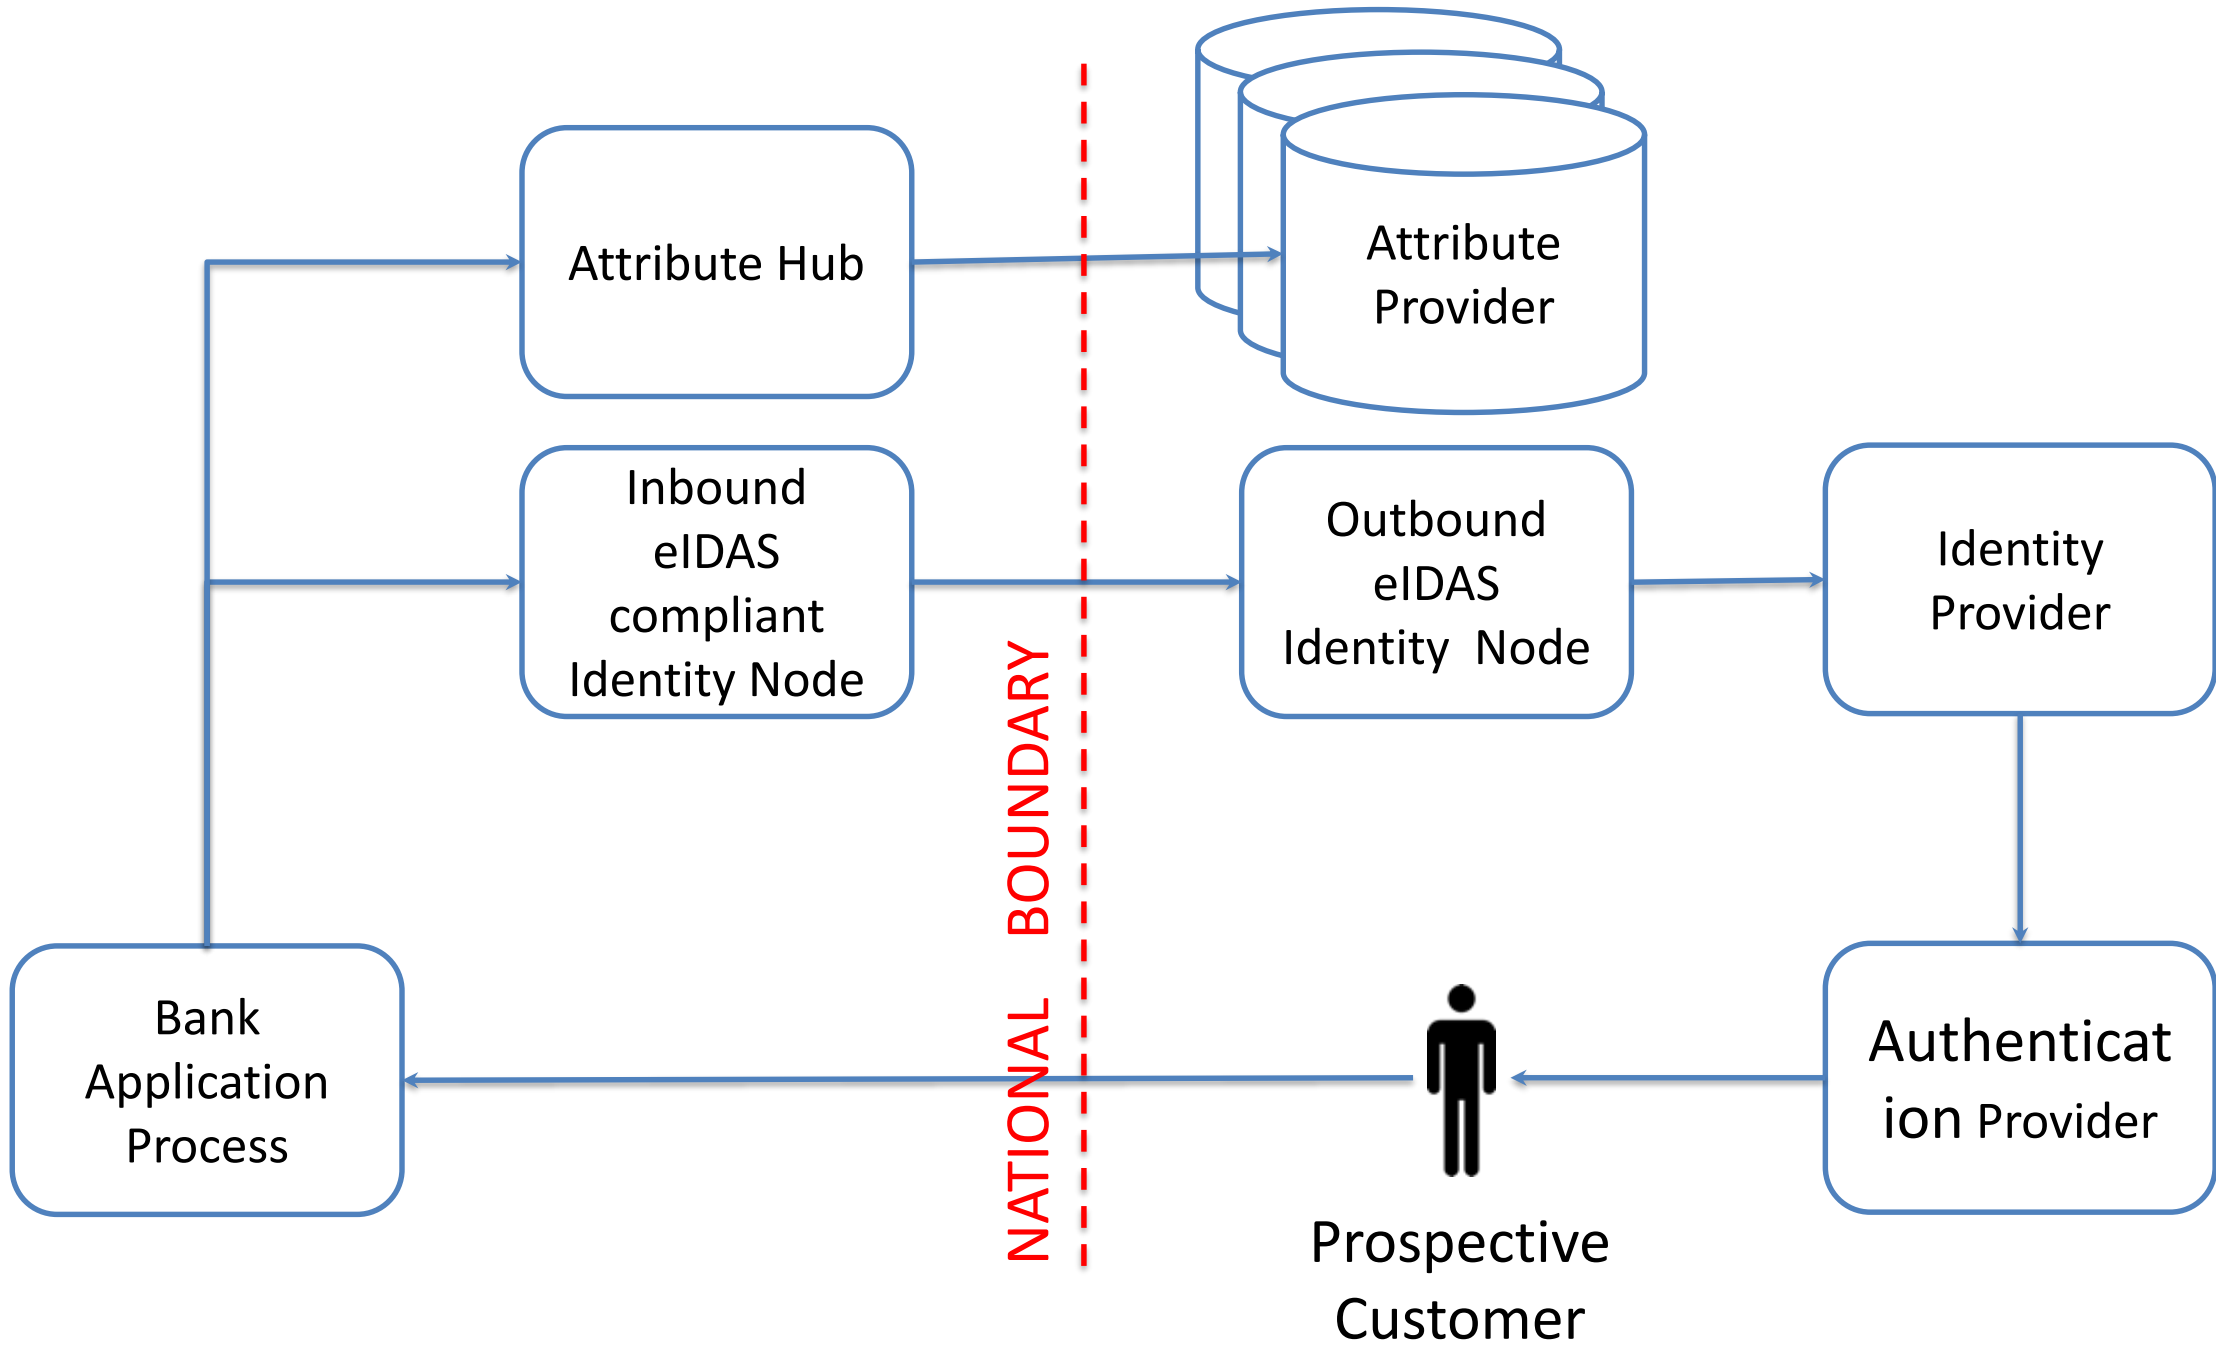 Attribute Hub
Attribute
Provider
Inbound
eIDAS
compliant
Identity Node
Outbound
eIDAS
Identity  Node
Identity
Provider
NATIONAL   BOUNDARY
Bank
Application
Process
Prospective
Customer
Authenticat
ion Provider